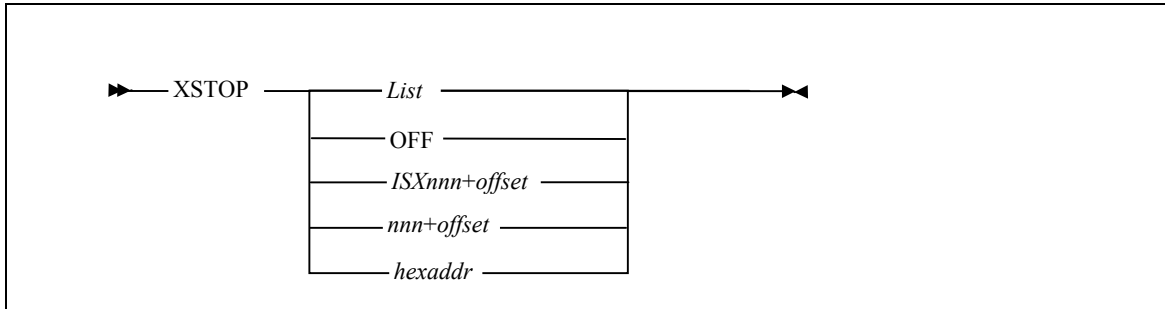 XSTOP List
OFF
ISXnnn+offset
nnn+offset
hexaddr